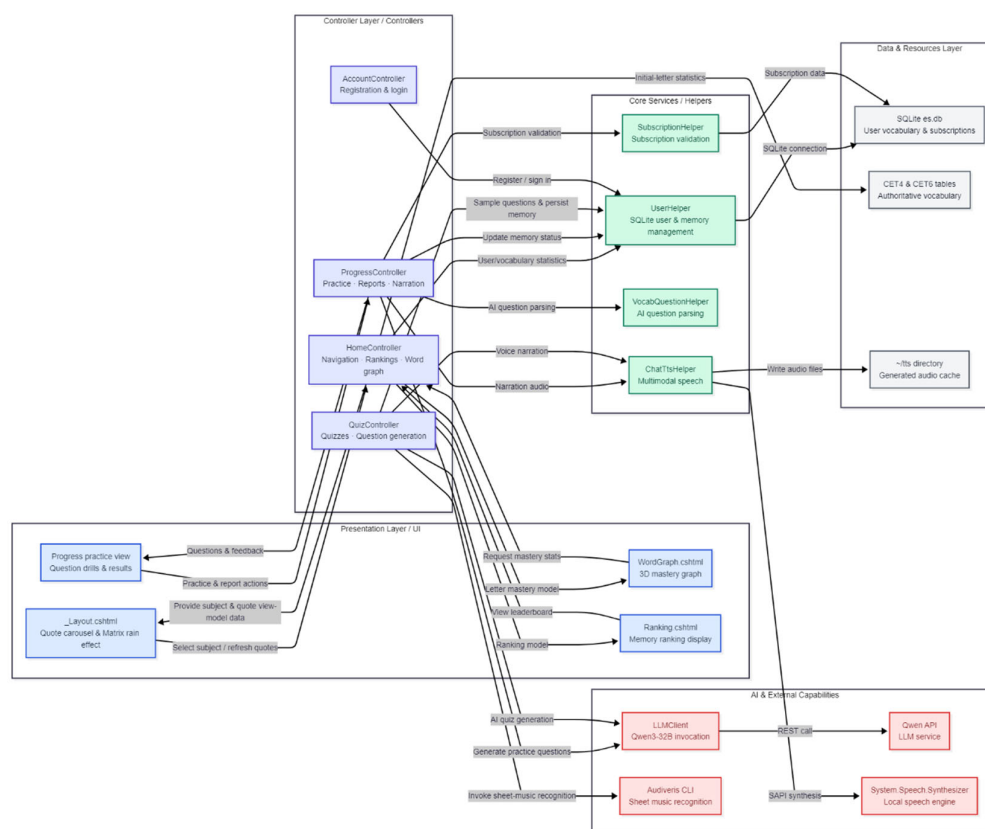 Controller Layer / Controllers
AccountController
Registration & login
Initial-letter statistics
Subscription data
Data & Resources Layer
Core Services / Helpers
SubscriptionHelper
Subscription validation
Subscription validation
SQLite es.db
User vocabulary & subscriptions
SQLite connection
Register / sign in
CET4 & CET6 tables
Authoritative vocabulary
Sample questions & persist
memory
UserHelper
SQLite user & memory
management
Update memory status
User/vocabulary statistics
ProgressController
Practice · Reports · Narration
AI question parsing
VocabQuestionHelper
AI question parsing
HomeController
Navigation · Rankings · Word
graph
Voice narration
Narration audio
ChatTtsHelper
Multimodal speech
Write audio files
~/tts directory
Generated audio cache
QuizController
Quizzes · Question generation
Presentation Layer / UI
Progress practice view
Question drills & results
Questions & feedback
Practice & report actions
Request mastery stats
WordGraph.cshtml
3D mastery graph
Letter mastery model
Provide subject & quote view-
model data
_Layout.cshtml
Quote carousel & Matrix rain
effect
Select subject / refresh quotes
View leaderboard
Ranking.cshtml
Memory ranking display
Ranking model
AI & External Capabilities
AI quiz generation
LLMClient
Qwen3-32B invocation
REST call
Qwen API
LLM service
Generate practice questions
Invoke sheet-music recognition
Audiveris CLI
Sheet music recognition
SAPI synthesis
System.Speech.Synthesizer
Local speech engine